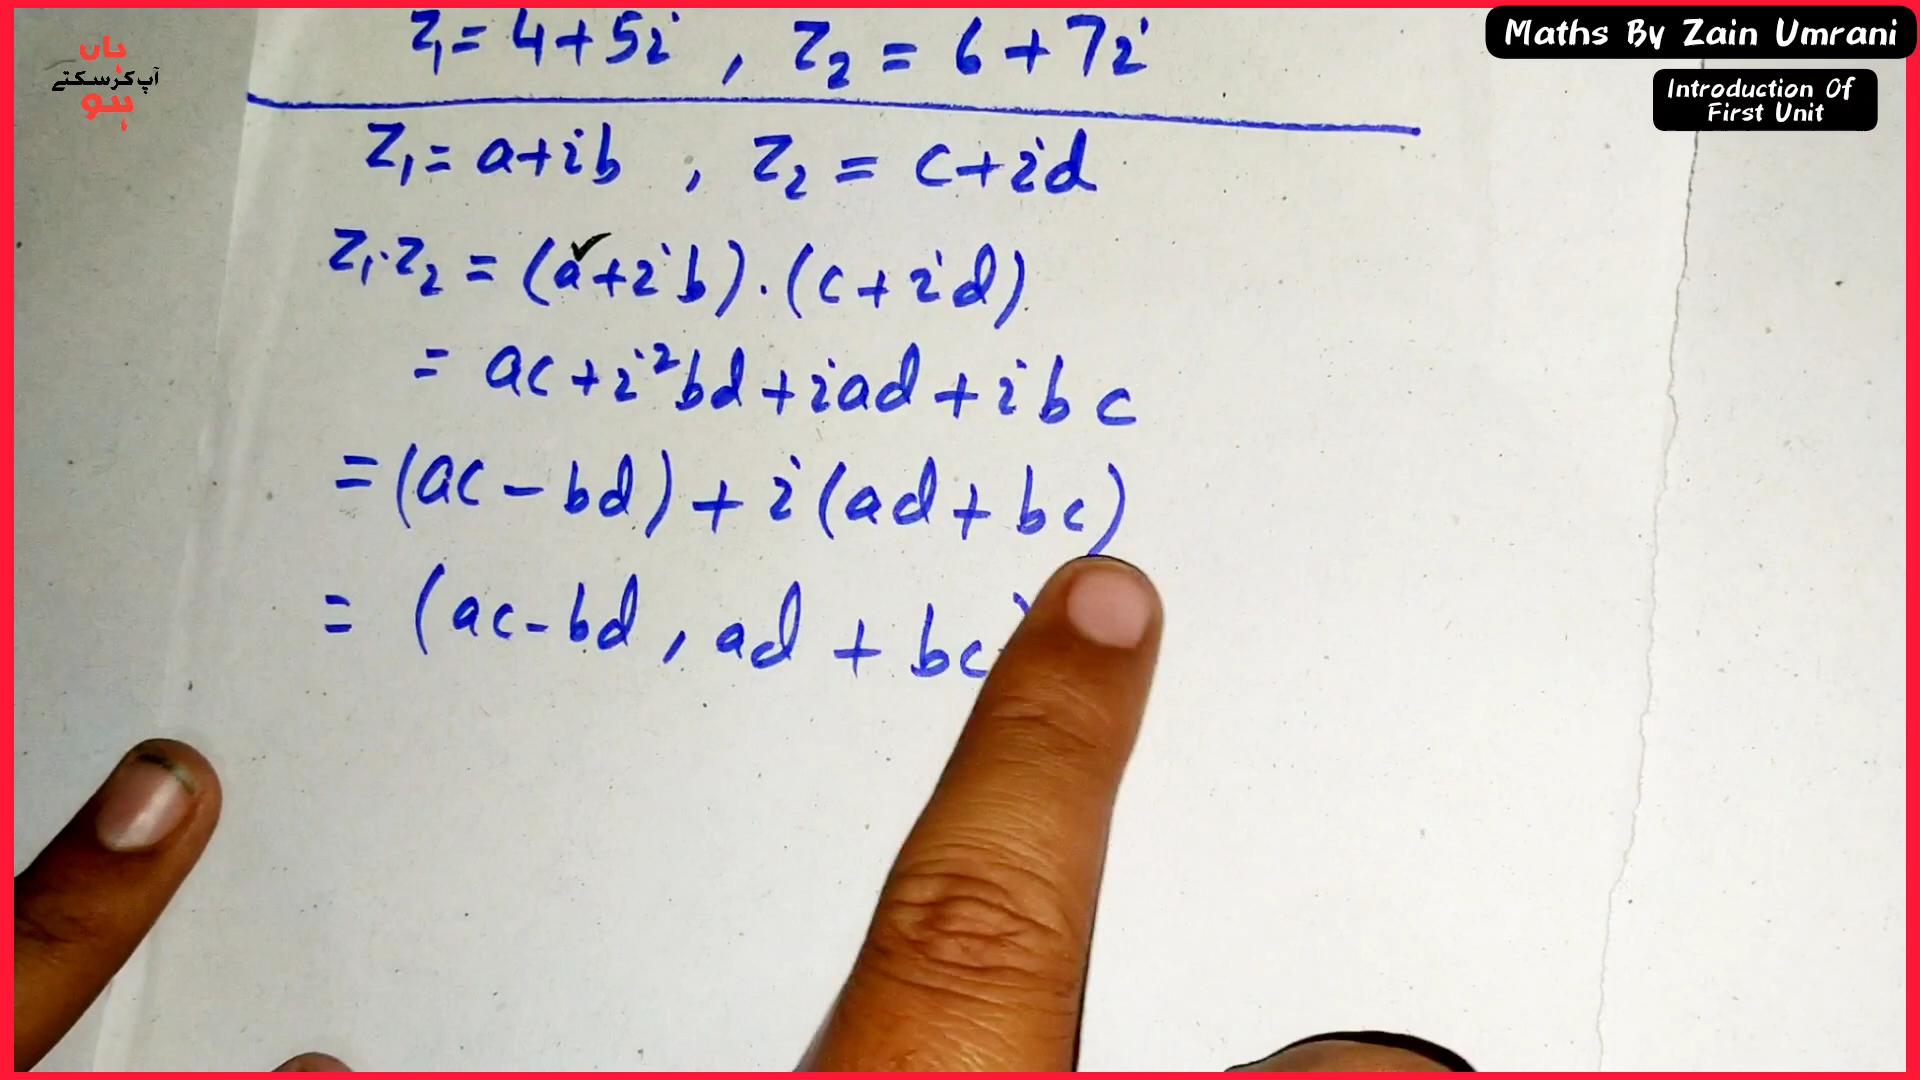 Maths By Zain Umrani
Introduction Of
First Unit
ہاں
آپ کرسکتے
ہو
Z₁ = 4+5i , Z₂ = 6+7i
Z₁ = a+ib , Z₂ = c+id
Z₁·Z₂ = (a+ib)·(c+id)
= ac+i²bd+iad+ibc
=(ac-bd)+i(ad+bc)
= (ac-bd, ad+bc)